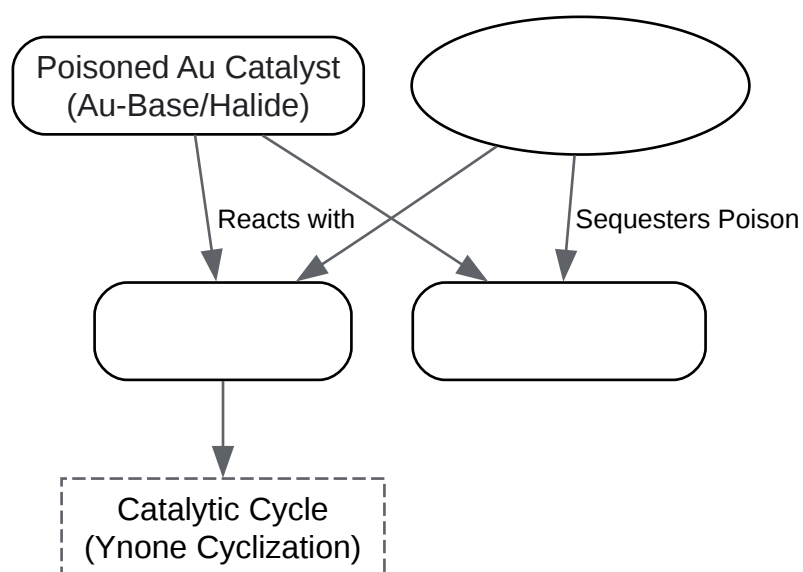 Poisoned Au Catalyst
(Au-Base/Halide)
Reacts with
Sequesters Poison
Catalytic Cycle
(Ynone Cyclization)